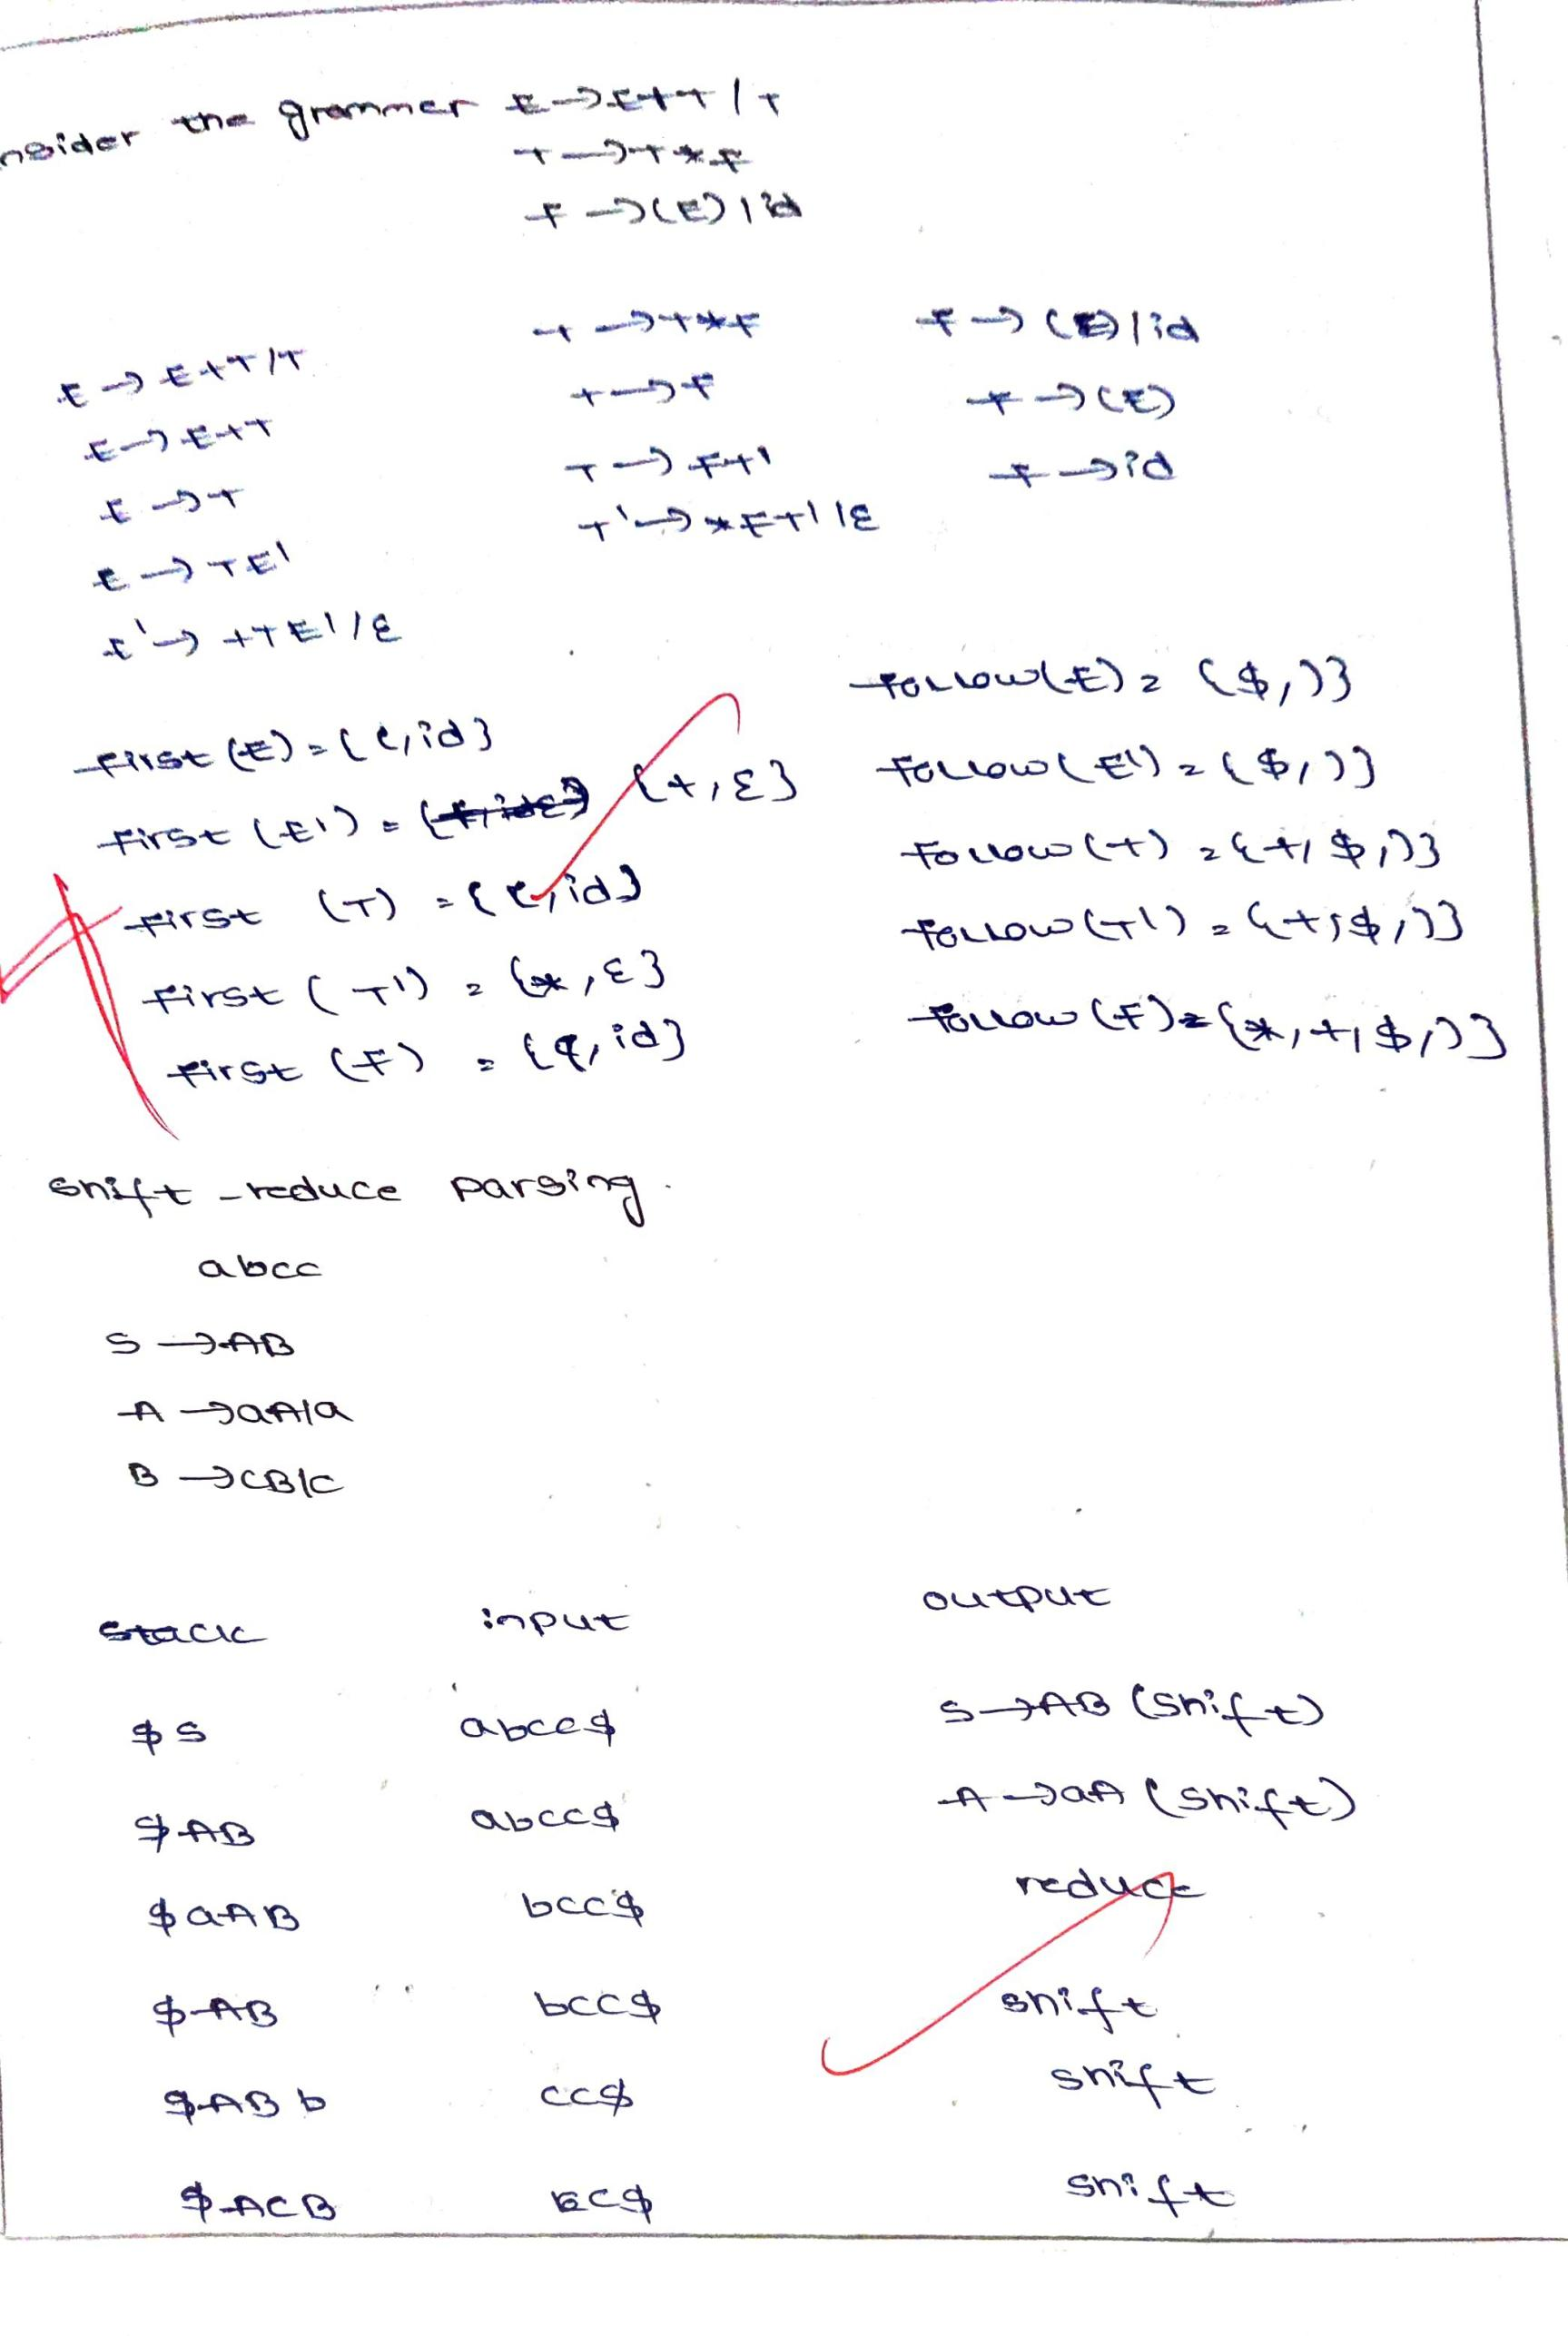 nsider the grammer E→E+T|T
T→T*F
F→(E)|id
E→E+T|T
E→E+T
E→T
E→TE'
E'→+TE'|ε
T→T*F
T→F
T→FT'
T'→*FT'|ε
F→(E)|id
F→(E)
F→id
first(E)={(,id}
first(E')= {+,ε}
first (T) ={(,id}
first (T') = {*,ε}
first (F) = {(,id}
Follow(E)= {$,)}
Follow(E')={$,)}
Follow(T) ={+,$,)}
Follow(T') ={+,$,)}
Follow(F)={*,+,$,)}
shift-reduce parsing.
abcc
S→AB
A→aA|a
B→cB|c
stack input output
$S abcc$ S→AB (shift)
$AB abcc$ A→aA (shift)
$aAB bcc$ reduce
$AB bcc$ shift
$ABb cc$ shift
$ACB cc$ shift